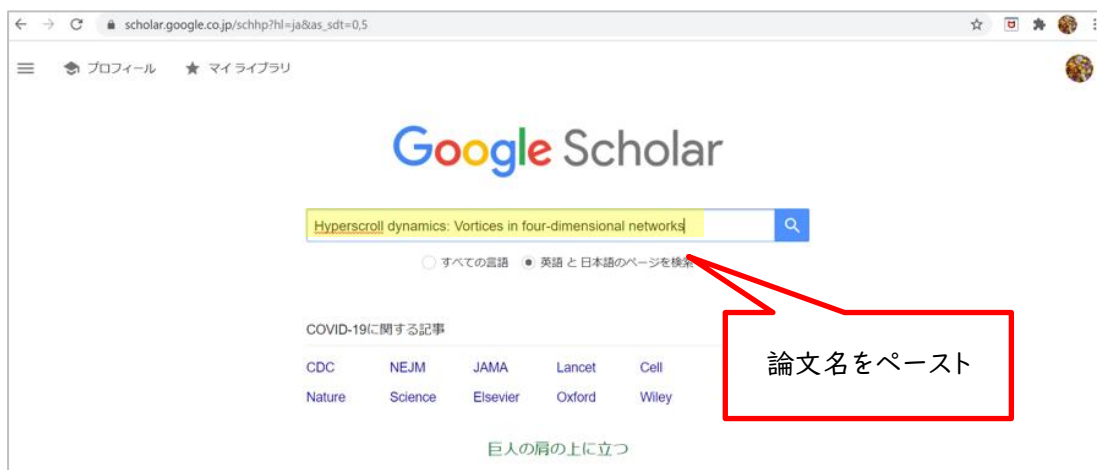 scholar.google.co.jp/schhp?hl=ja&as_sdt=0,5
プロフィール マイライブラリ
Google Scholar
Hyperscroll dynamics: Vortices in four-dimensional networks
すべての言語 英語 と 日本語のページを検索
COVID-19に関する記事
CDC NEJM JAMA Lancet Cell
Nature Science Elsevier Oxford Wiley
論文名をペースト
巨人の肩の上に立つ